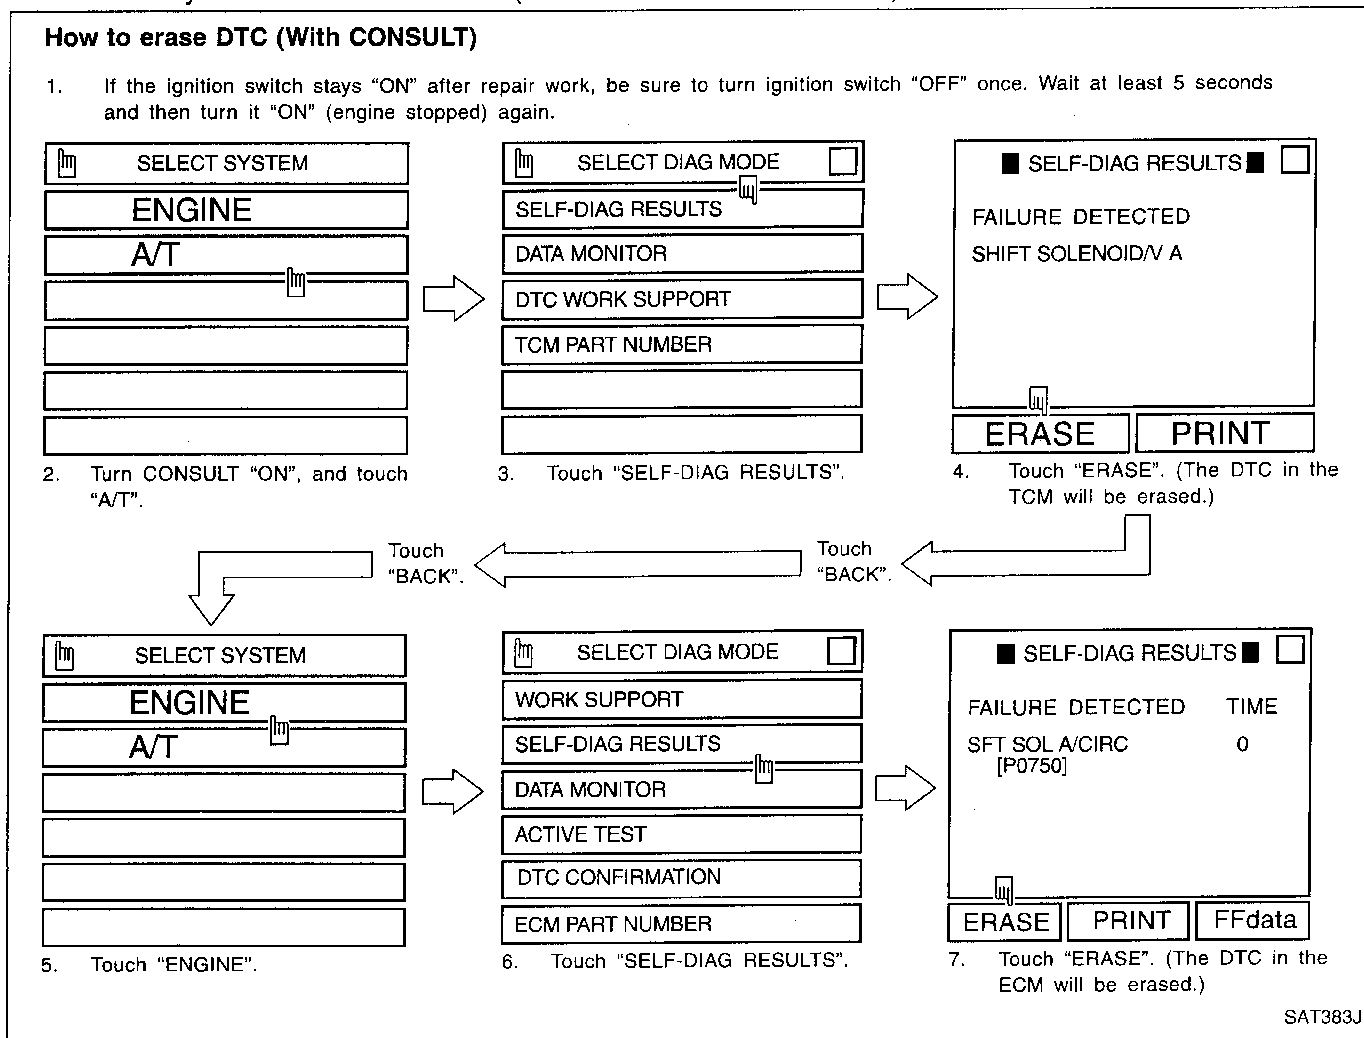 How to erase DTC (With CONSULT)
1. If the ignition switch stays “ON” after repair work, be sure to turn ignition switch “OFF” once. Wait at least 5 seconds
and then turn it “ON” (engine stopped) again.
SELECT SYSTEM
ENGINE
A/T
2. Turn CONSULT “ON”, and touch
“A/T”.
SELECT DIAG MODE
SELF-DIAG RESULTS
DATA MONITOR
DTC WORK SUPPORT
TCM PART NUMBER
3. Touch “SELF-DIAG RESULTS”.
SELF-DIAG RESULTS
FAILURE DETECTED
SHIFT SOLENOID/V A
ERASE PRINT
4. Touch “ERASE”. (The DTC in the
TCM will be erased.)
Touch
“BACK”.
Touch
“BACK”.
SELECT SYSTEM
ENGINE
A/T
5. Touch “ENGINE”.
SELECT DIAG MODE
WORK SUPPORT
SELF-DIAG RESULTS
DATA MONITOR
ACTIVE TEST
DTC CONFIRMATION
ECM PART NUMBER
6. Touch “SELF-DIAG RESULTS”.
SELF-DIAG RESULTS
FAILURE DETECTED TIME
SFT SOL A/CIRC 0
[P0750]
ERASE PRINT FFdata
7. Touch “ERASE”. (The DTC in the
ECM will be erased.)
SAT383J